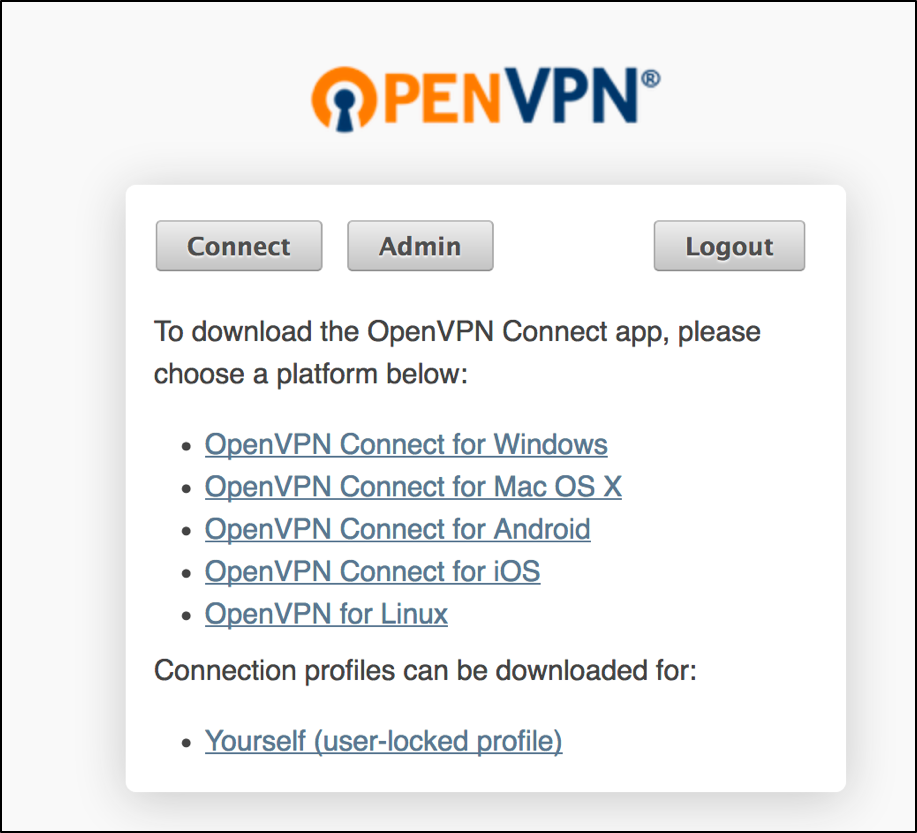 OPENVPN®
Connect Admin Logout
To download the OpenVPN Connect app, please
choose a platform below:
• OpenVPN Connect for Windows
• OpenVPN Connect for Mac OS X
• OpenVPN Connect for Android
• OpenVPN Connect for iOS
• OpenVPN for Linux
Connection profiles can be downloaded for:
• Yourself (user-locked profile)